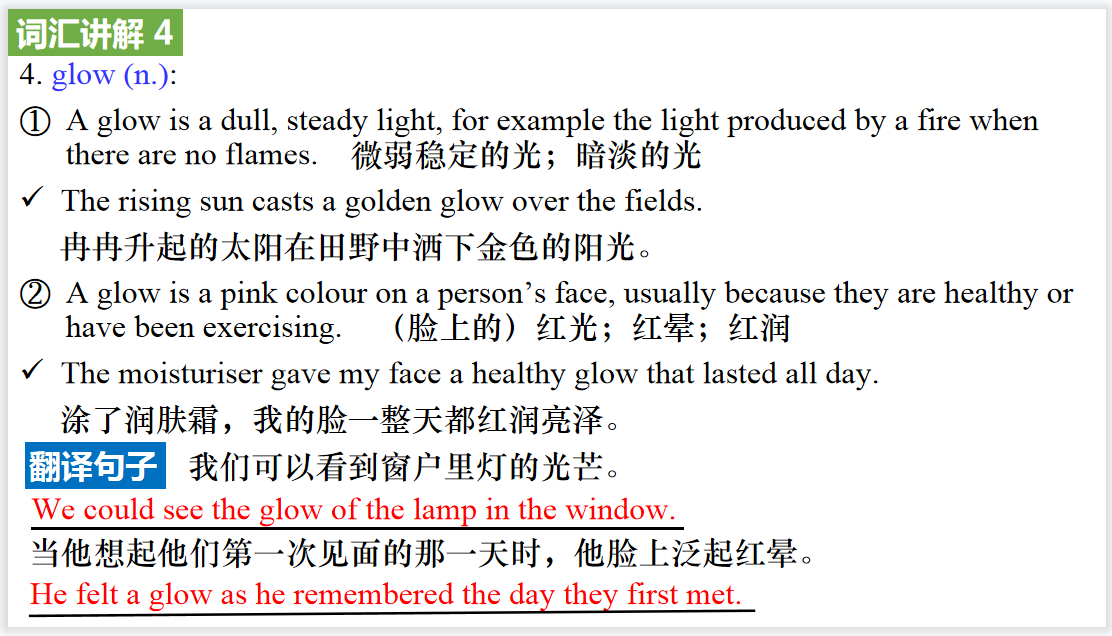 词汇讲解 4
4. glow (n.):
① A glow is a dull, steady light, for example the light produced by a fire when
there are no flames. 微弱稳定的光；暗淡的光
✓ The rising sun casts a golden glow over the fields.
冉冉升起的太阳在田野中洒下金色的阳光。
② A glow is a pink colour on a person’s face, usually because they are healthy or
have been exercising. （脸上的）红光；红晕；红润
✓ The moisturiser gave my face a healthy glow that lasted all day.
涂了润肤霜，我的脸一整天都红润亮泽。
翻译句子 我们可以看到窗户里灯的光芒。
We could see the glow of the lamp in the window.
当他想起他们第一次见面的那一天时，他脸上泛起红晕。
He felt a glow as he remembered the day they first met.